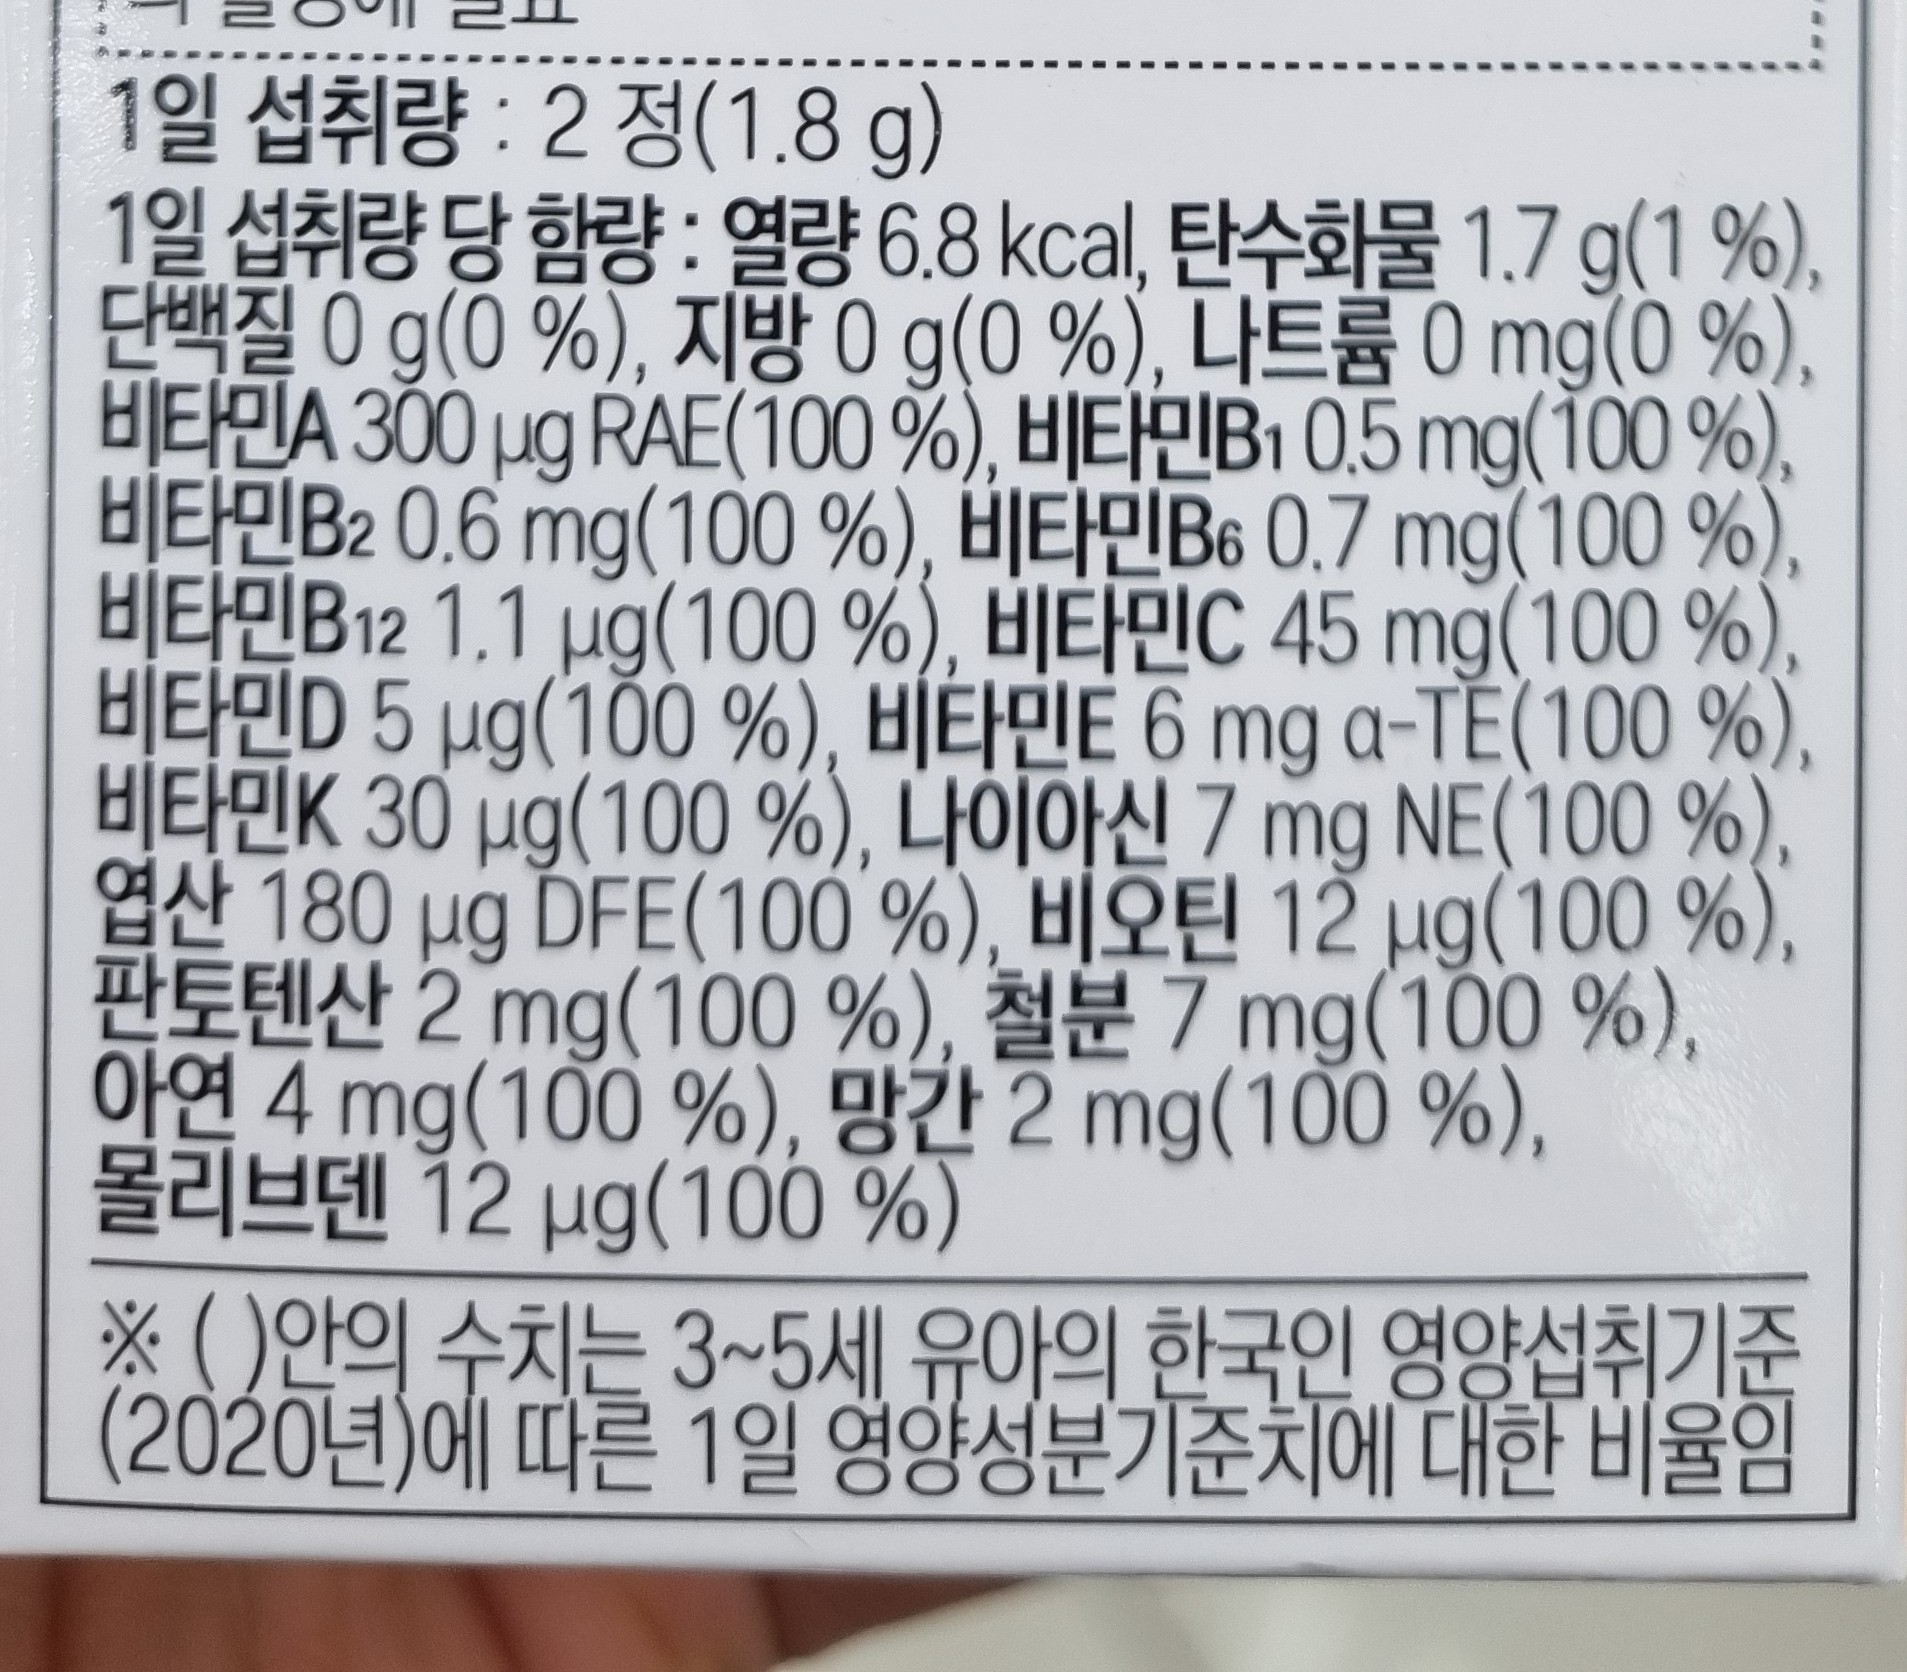 1일 섭취량 : 2 정(1.8 g)
1일 섭취량 당 함량 : 열량 6.8 kcal, 탄수화물 1.7 g(1 %),
단백질 0 g(0 %), 지방 0 g(0 %), 나트륨 0 mg(0 %),
비타민A 300 µg RAE(100 %), 비타민B1 0.5 mg(100 %),
비타민B2 0.6 mg(100 %), 비타민B6 0.7 mg(100 %),
비타민B12 1.1 µg(100 %), 비타민C 45 mg(100 %),
비타민D 5 µg(100 %), 비타민E 6 mg α-TE(100 %),
비타민K 30 µg(100 %), 나이아신 7 mg NE(100 %),
엽산 180 µg DFE(100 %), 비오틴 12 µg(100 %),
판토텐산 2 mg(100 %), 철분 7 mg(100 %),
아연 4 mg(100 %), 망간 2 mg(100 %),
몰리브덴 12 µg(100 %)
※ ( )안의 수치는 3~5세 유아의 한국인 영양섭취기준
(2020년)에 따른 1일 영양성분기준치에 대한 비율임